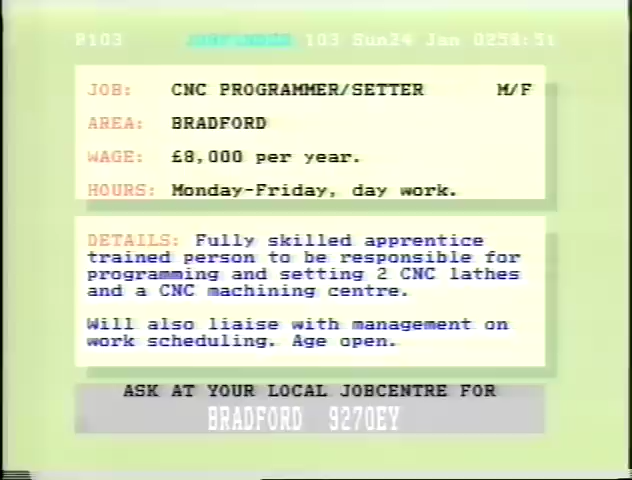 P103 JOBFINDER 103 Sun24 Jan 0258:51
JOB: CNC PROGRAMMER/SETTER M/F
AREA: BRADFORD
WAGE: £8,000 per year.
HOURS: Monday-Friday, day work.
DETAILS: Fully skilled apprentice
trained person to be responsible for
programming and setting 2 CNC lathes
and a CNC machining centre.
Will also liaise with management on
work scheduling. Age open.
ASK AT YOUR LOCAL JOBCENTRE FOR
BRADFORD 9270EY